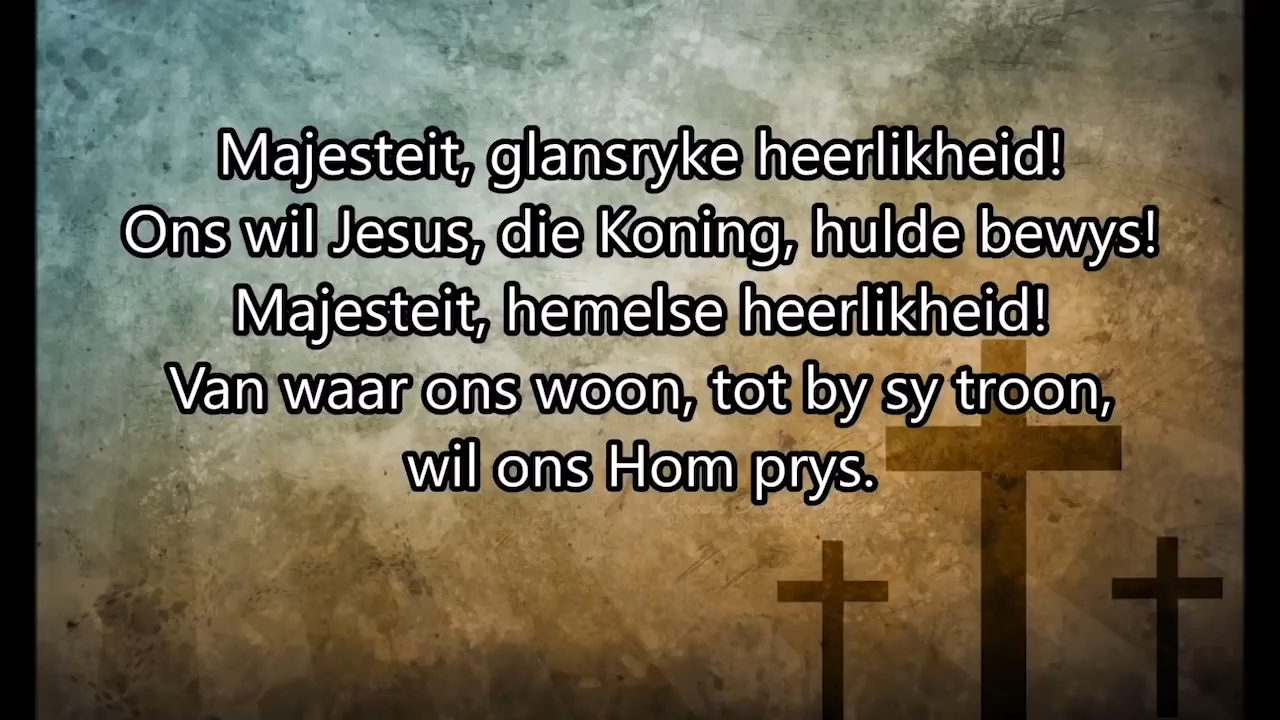 Majesteit, glansryke heerlikheid!
Ons wil Jesus, die Koning, hulde bewys!
Majesteit, hemelse heerlikheid!
Van waar ons woon, tot by sy troon,
wil ons Hom prys.